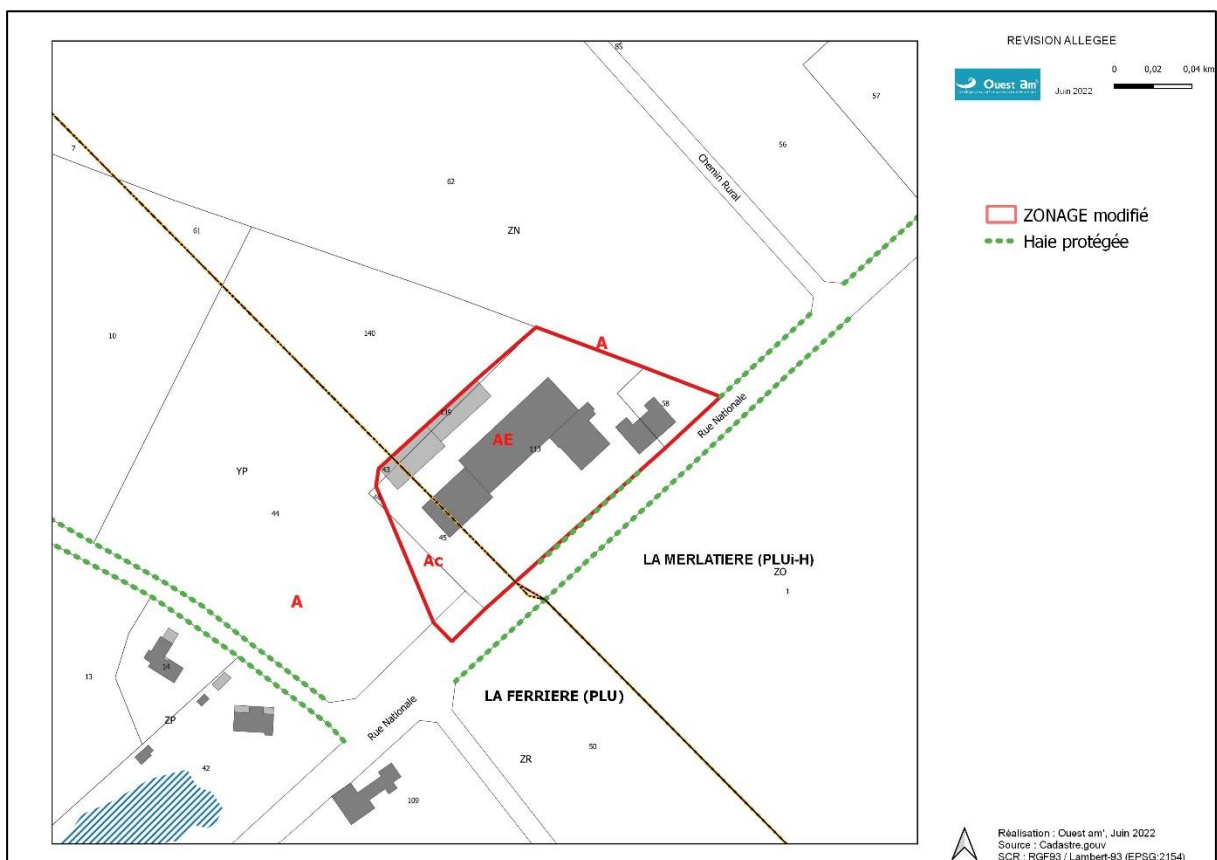 REVISION ALLEGEE
Ouest am'
Juin 2022
0 0,02 0,04 km
ZONAGE modifié
Haie protégée
85
57
56
7
Chemin Rural
62
61
ZN
10
140
A
139
58
Rue Nationale
AE
113
43
YP
44
45
Ac
LA MERLATIERE (PLUi-H)
ZO
1
A
14
13
LA FERRIERE (PLU)
ZP
Rue Nationale
50
ZR
42
109
Réalisation : Ouest am', Juin 2022
Source : Cadastre.gouv
SCR : RGF93 / Lambert-93 (EPSG:2154)